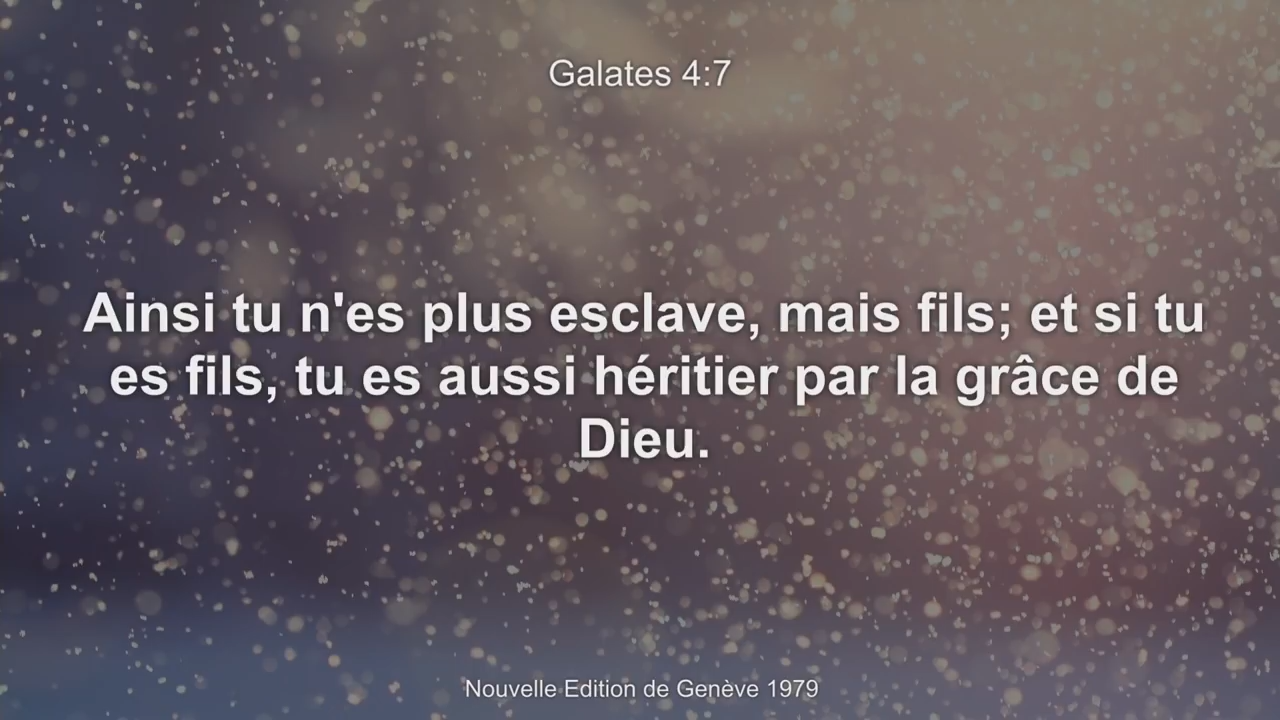 Galates 4:7
Ainsi tu n'es plus esclave, mais fils; et si tu
es fils, tu es aussi héritier par la grâce de
Dieu.
Nouvelle Edition de Genève 1979